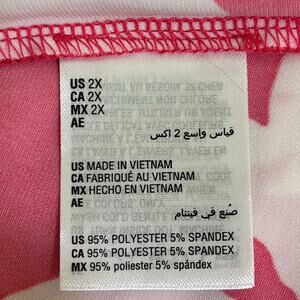 US 2X
CA 2X
MX 2X
AE
قياس واسع 2 اكس
US MADE IN VIETNAM
CA FABRIQUÉ AU VIETNAM
MX HECHO EN VIETNAM
AE
صُنع في فيتنام
US 95% POLYESTER 5% SPANDEX
CA 95% POLYESTER 5% SPANDEX
MX 95% poliester 5% spándex